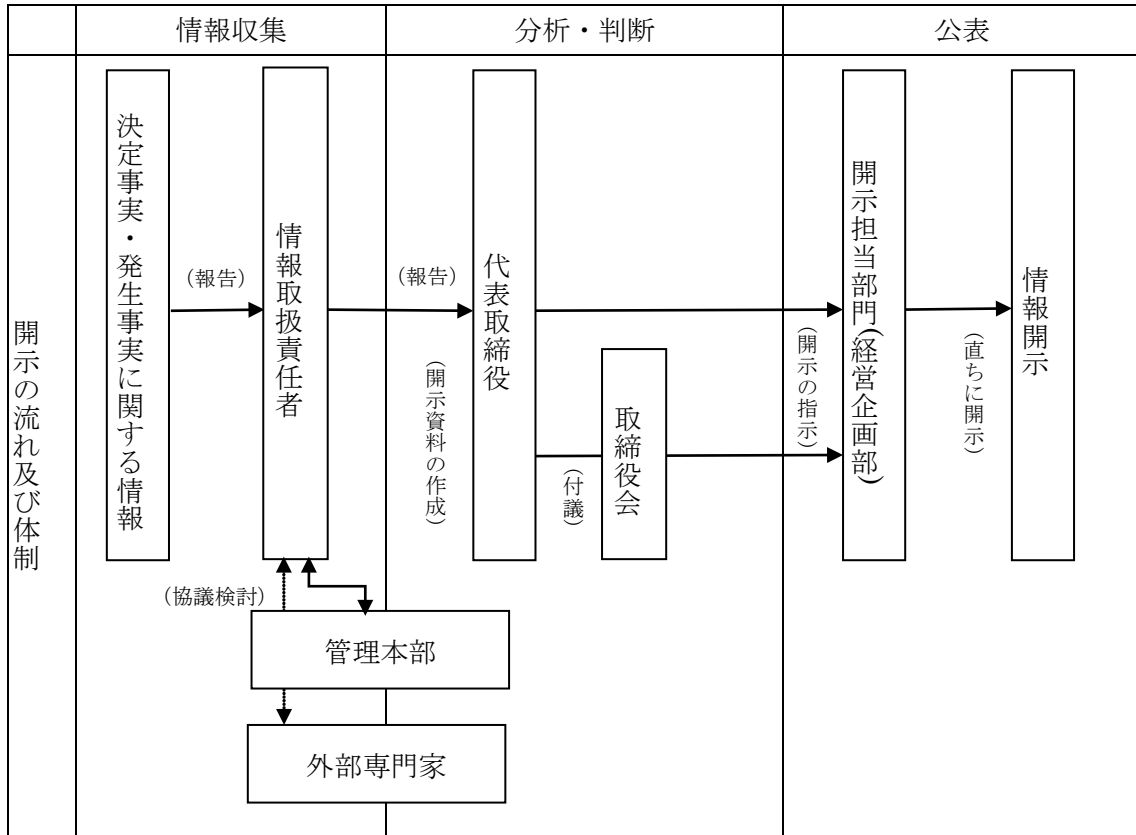 情報収集
分析・判断
公表
開示の流れ及び体制
決定事実・発生事実に関する情報
（報告）
情報取扱責任者
（報告）
（開示資料の作成）
代表取締役
（付議）
取締役会
（開示の指示）
開示担当部門(経営企画部)
（直ちに開示）
情報開示
（協議検討）
管理本部
外部専門家